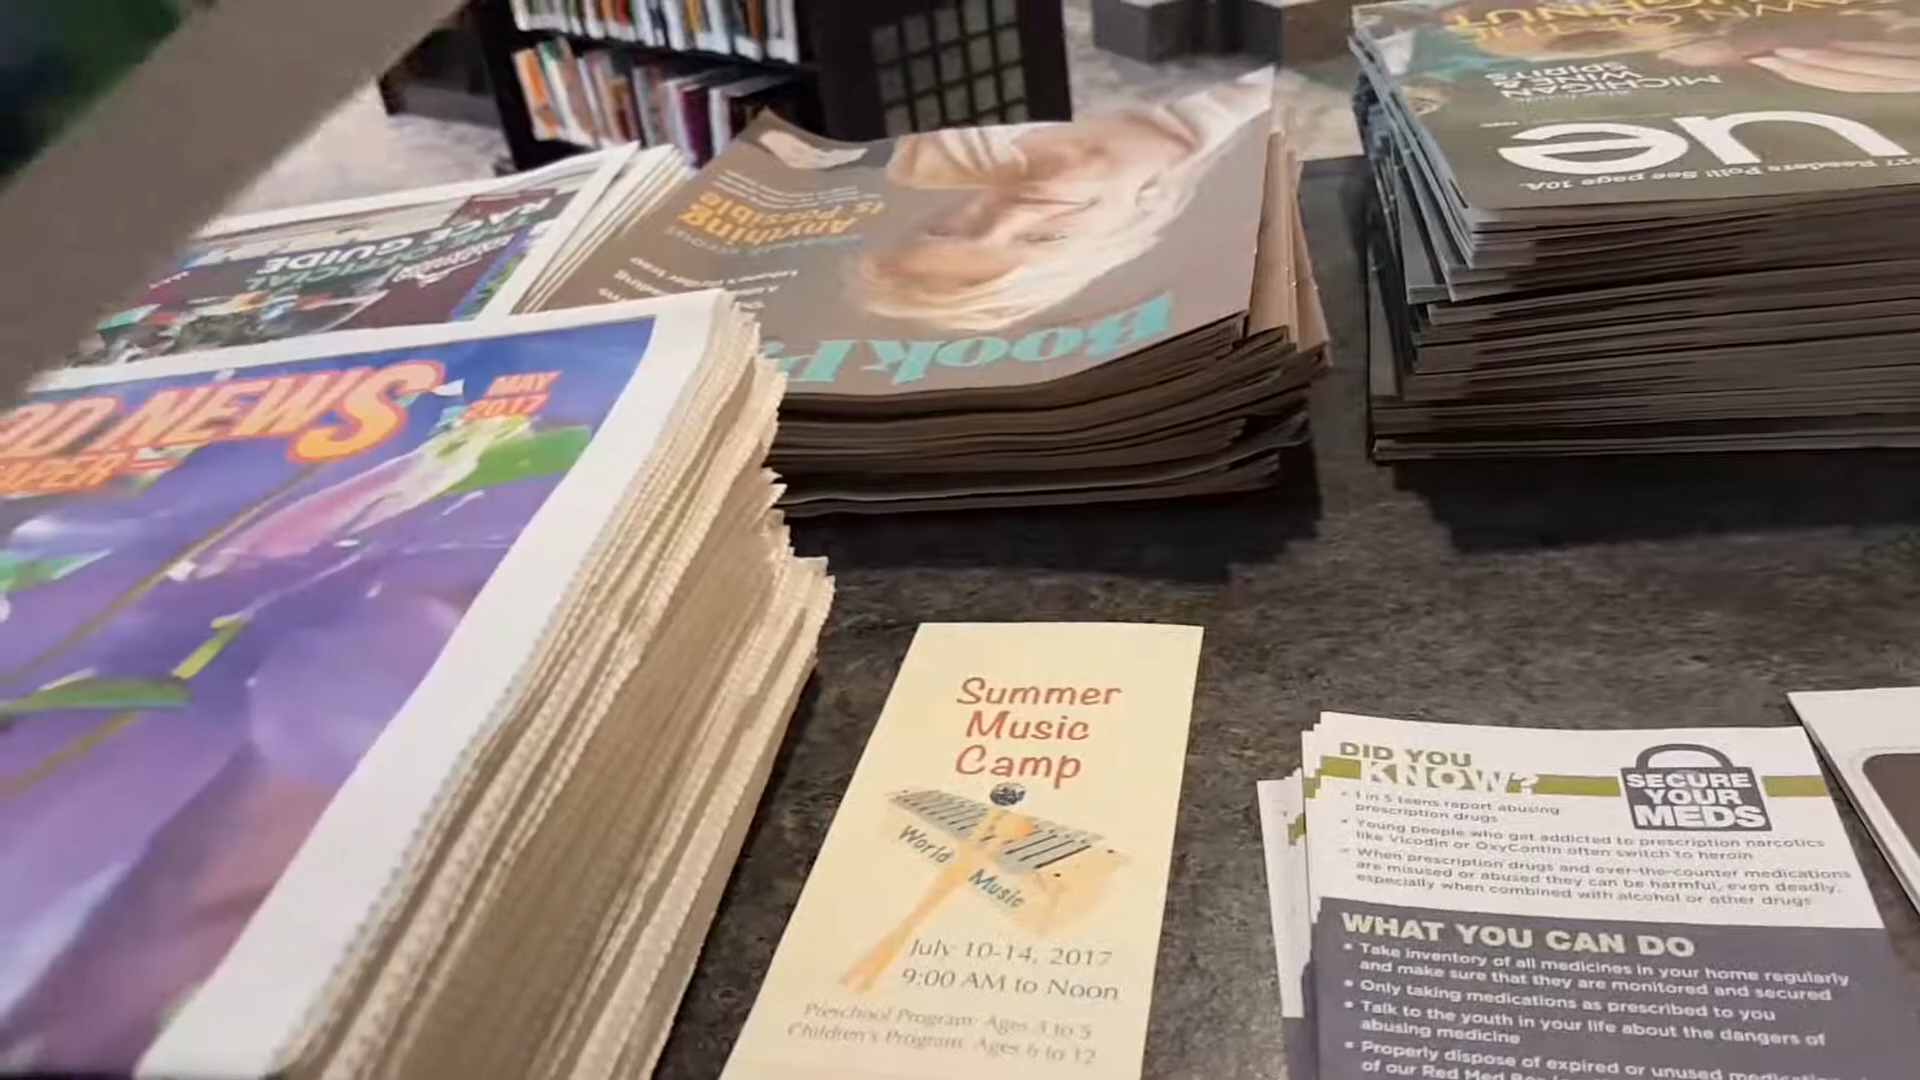 OD NEWS
APER
MAY
2017
GUIDE
BookP
Anything
is Possible
ue
Readers Poll! See page 10A.
MICHIGAN
WINE &
SPIRITS
Summer
Music
Camp
World
Music
July 10-14, 2017
9:00 AM to Noon
Preschool Program: Ages 3 to 5
Children's Program: Ages 6 to 12
DID YOU
KNOW?
SECURE
YOUR
MEDS
• 1 in 5 teens report abusing
prescription drugs
• Young people who get addicted to prescription narcotics
like Vicodin or OxyContin often switch to heroin
• When prescription drugs and over-the-counter medications
are misused or abused they can be harmful, even deadly,
especially when combined with alcohol or other drugs
WHAT YOU CAN DO
• Take inventory of all medicines in your home regularly
and make sure that they are monitored and secured
• Only taking medications as prescribed to you
• Talk to the youth in your life about the dangers of
abusing medicine
• Properly dispose of expired or unused
of our Red Med